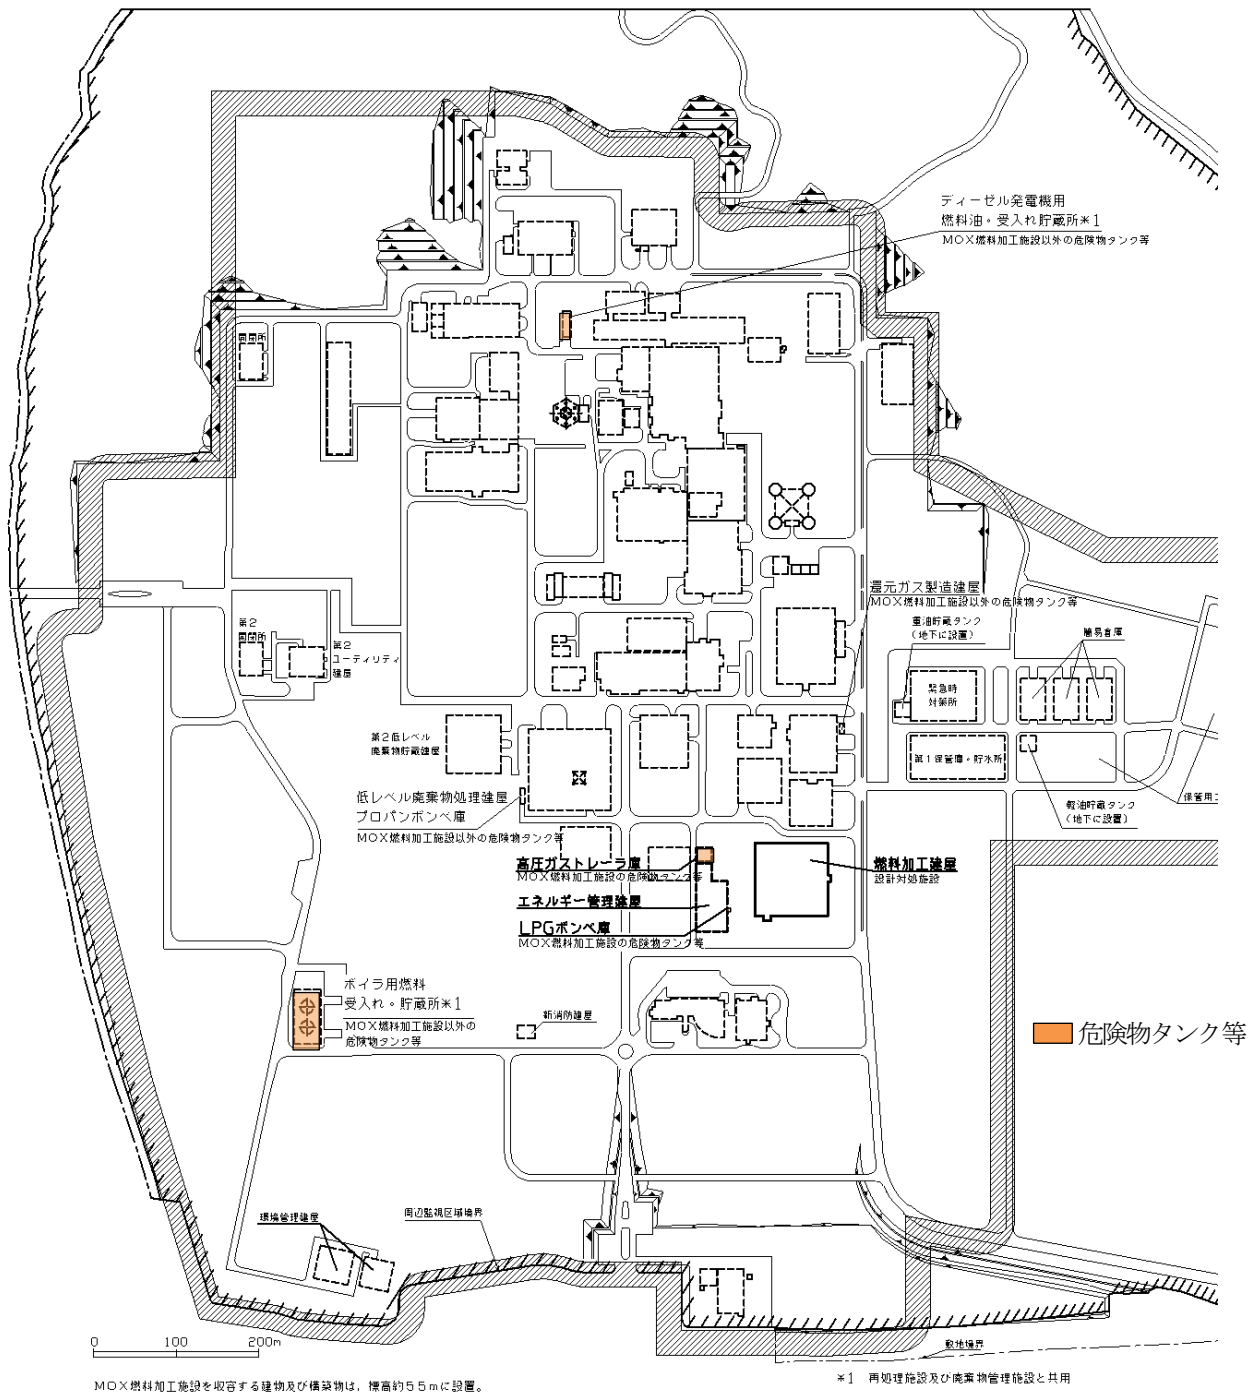 ディーゼル発電機用
燃料油・受入れ貯蔵所※1
MOX燃料加工施設以外の危険物タンク等
開閉所
還元ガス製造建屋
MOX燃料加工施設以外の危険物タンク等
重油貯蔵タンク
(地下に設置)
簡易倉庫
第2
開閉所
第2
ユーティリティ
建屋
緊急時
対策所
第2低レベル
廃棄物貯蔵建屋
第1保管庫・貯水所
低レベル廃棄物処理建屋
プロパンボンベ庫
MOX燃料加工施設以外の危険物タンク等
軽油貯蔵タンク
(地下に設置)
保管用コ
高圧ガストレーラ庫
MOX燃料加工施設の危険物タンク等
燃料加工建屋
設計対処施設
エネルギー管理建屋
LPGボンベ庫
MOX燃料加工施設の危険物タンク等
ボイラ用燃料
受入れ・貯蔵所※1
MOX燃料加工施設以外の
危険物タンク等
新消防建屋
危険物タンク等
環境管理建屋
周辺監視区域境界
0 100 200m
敷地境界
MOX燃料加工施設を収容する建物及び構築物は，標高約55mに設置。
※1 再処理施設及び廃棄物管理施設と共用